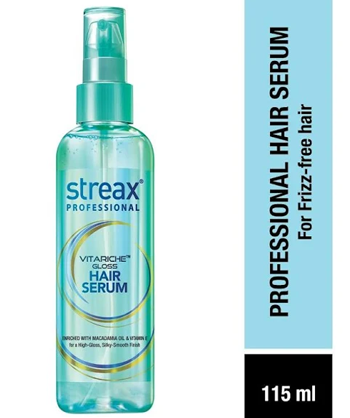 streax®
PROFESSIONAL
VITARICHE™
GLOSS
HAIR
SERUM
ENRICHED WITH MACADAMIA OIL & VITAMIN E
for a High-Gloss, Silky-Smooth Finish
PROFESSIONAL HAIR SERUM
For Frizz-free hair
115 ml